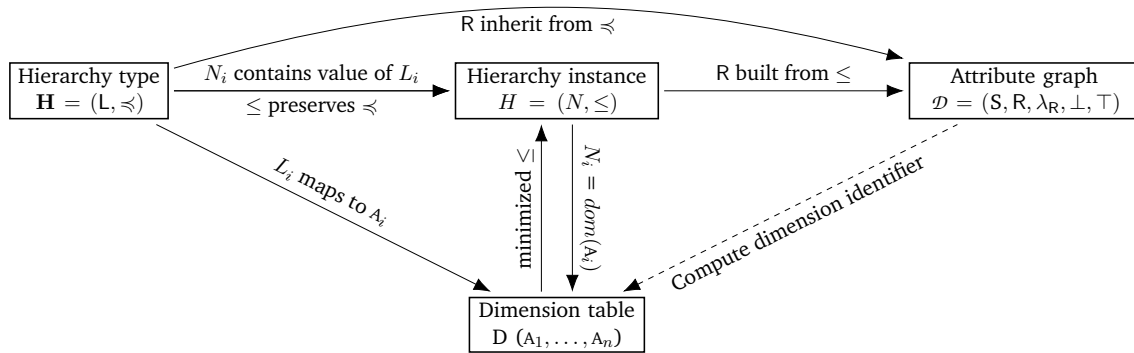 R inherit from ≼
Hierarchy type
H = (L, ≼)
N_i contains value of L_i
≤ preserves ≼
Hierarchy instance
H = (N, ≤)
R built from ≤
Attribute graph
𝒟 = (S, R, λ_R, ⊥, ⊤)
L_i maps to A_i
minimized ≤
N_i = dom(A_i)
Compute dimension identifier
Dimension table
D (A_1, . . . , A_n)